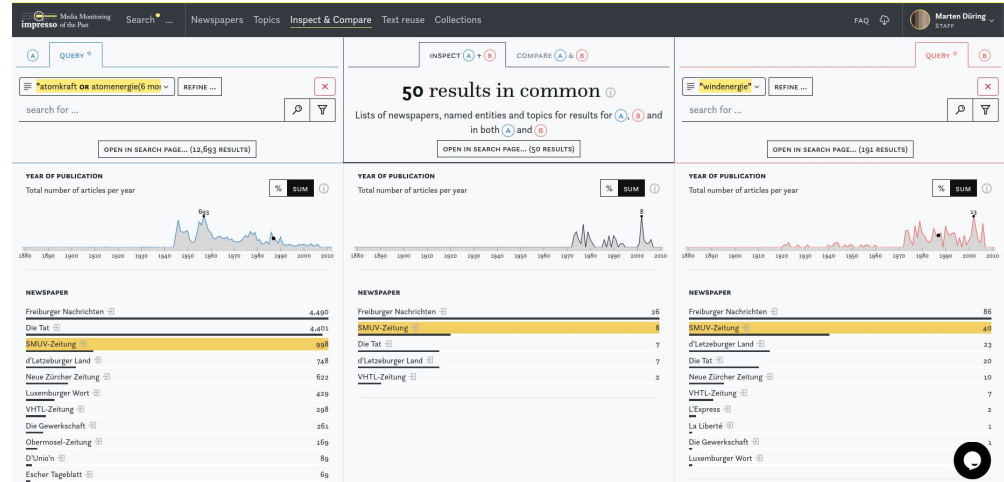 impresso Media Monitoring of the Past Search ... Newspapers Topics Inspect & Compare Text reuse Collections FAQ Marten Düring STAFF
A QUERY *
"atomkraft OR atomenergie(6 mo REFINE ...
search for ...
OPEN IN SEARCH PAGE... (12,693 RESULTS)
YEAR OF PUBLICATION
Total number of articles per year
% SUM
693
1880 1890 1900 1910 1920 1930 1940 1950 1960 1970 1980 1990 2000 2010
NEWSPAPER
Freiburger Nachrichten 4,490
Die Tat 4,401
SMUV-Zeitung 998
d'Letzeburger Land 748
Neue Zürcher Zeitung 622
Luxemburger Wort 429
VHTL-Zeitung 298
Die Gewerkschaft 261
Obermosel-Zeitung 169
D'Unio'n 89
Escher Tageblatt 69
INSPECT A + B COMPARE A & B
50 results in common
Lists of newspapers, named entities and topics for results for A, B and
in both A and B
OPEN IN SEARCH PAGE... (50 RESULTS)
YEAR OF PUBLICATION
Total number of articles per year
% SUM
8
1880 1890 1900 1910 1920 1930 1940 1950 1960 1970 1980 1990 2000 2010
NEWSPAPER
Freiburger Nachrichten 26
SMUV-Zeitung 8
Die Tat 7
d'Letzeburger Land 7
VHTL-Zeitung 2
QUERY * B
"windenergie" REFINE ...
search for ...
OPEN IN SEARCH PAGE... (191 RESULTS)
YEAR OF PUBLICATION
Total number of articles per year
% SUM
13
1880 1890 1900 1910 1920 1930 1940 1950 1960 1970 1980 1990 2000 2010
NEWSPAPER
Freiburger Nachrichten 86
SMUV-Zeitung 40
d'Letzeburger Land 23
Die Tat 20
Neue Zürcher Zeitung 10
VHTL-Zeitung 7
L'Express 2
La Liberté 1
Die Gewerkschaft 1
Luxemburger Wort